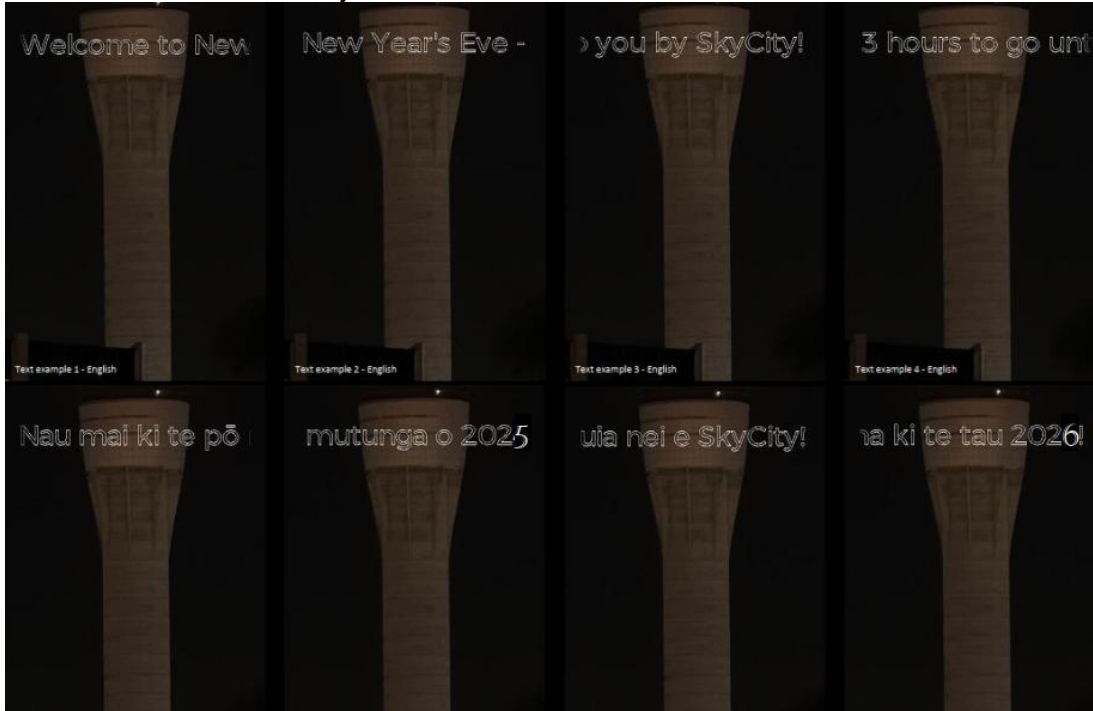 Welcome to New
New Year's Eve -
o you by SkyCity!
3 hours to go unt
Text example 1 - English
Text example 2 - English
Text example 3 - English
Text example 4 - English
Nau mai ki te pō
mutunga o 2025
uia nei e SkyCity!
na ki te tau 2026!